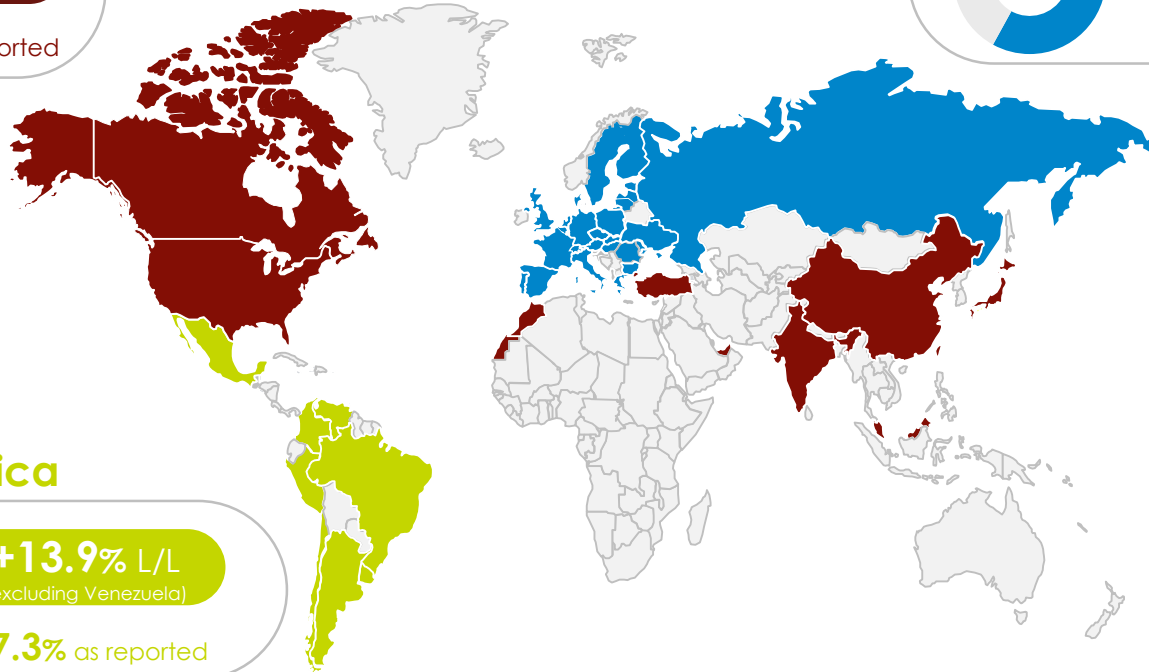 orted
ica
+13.9% L/L
excluding Venezuela)
7.3% as reported